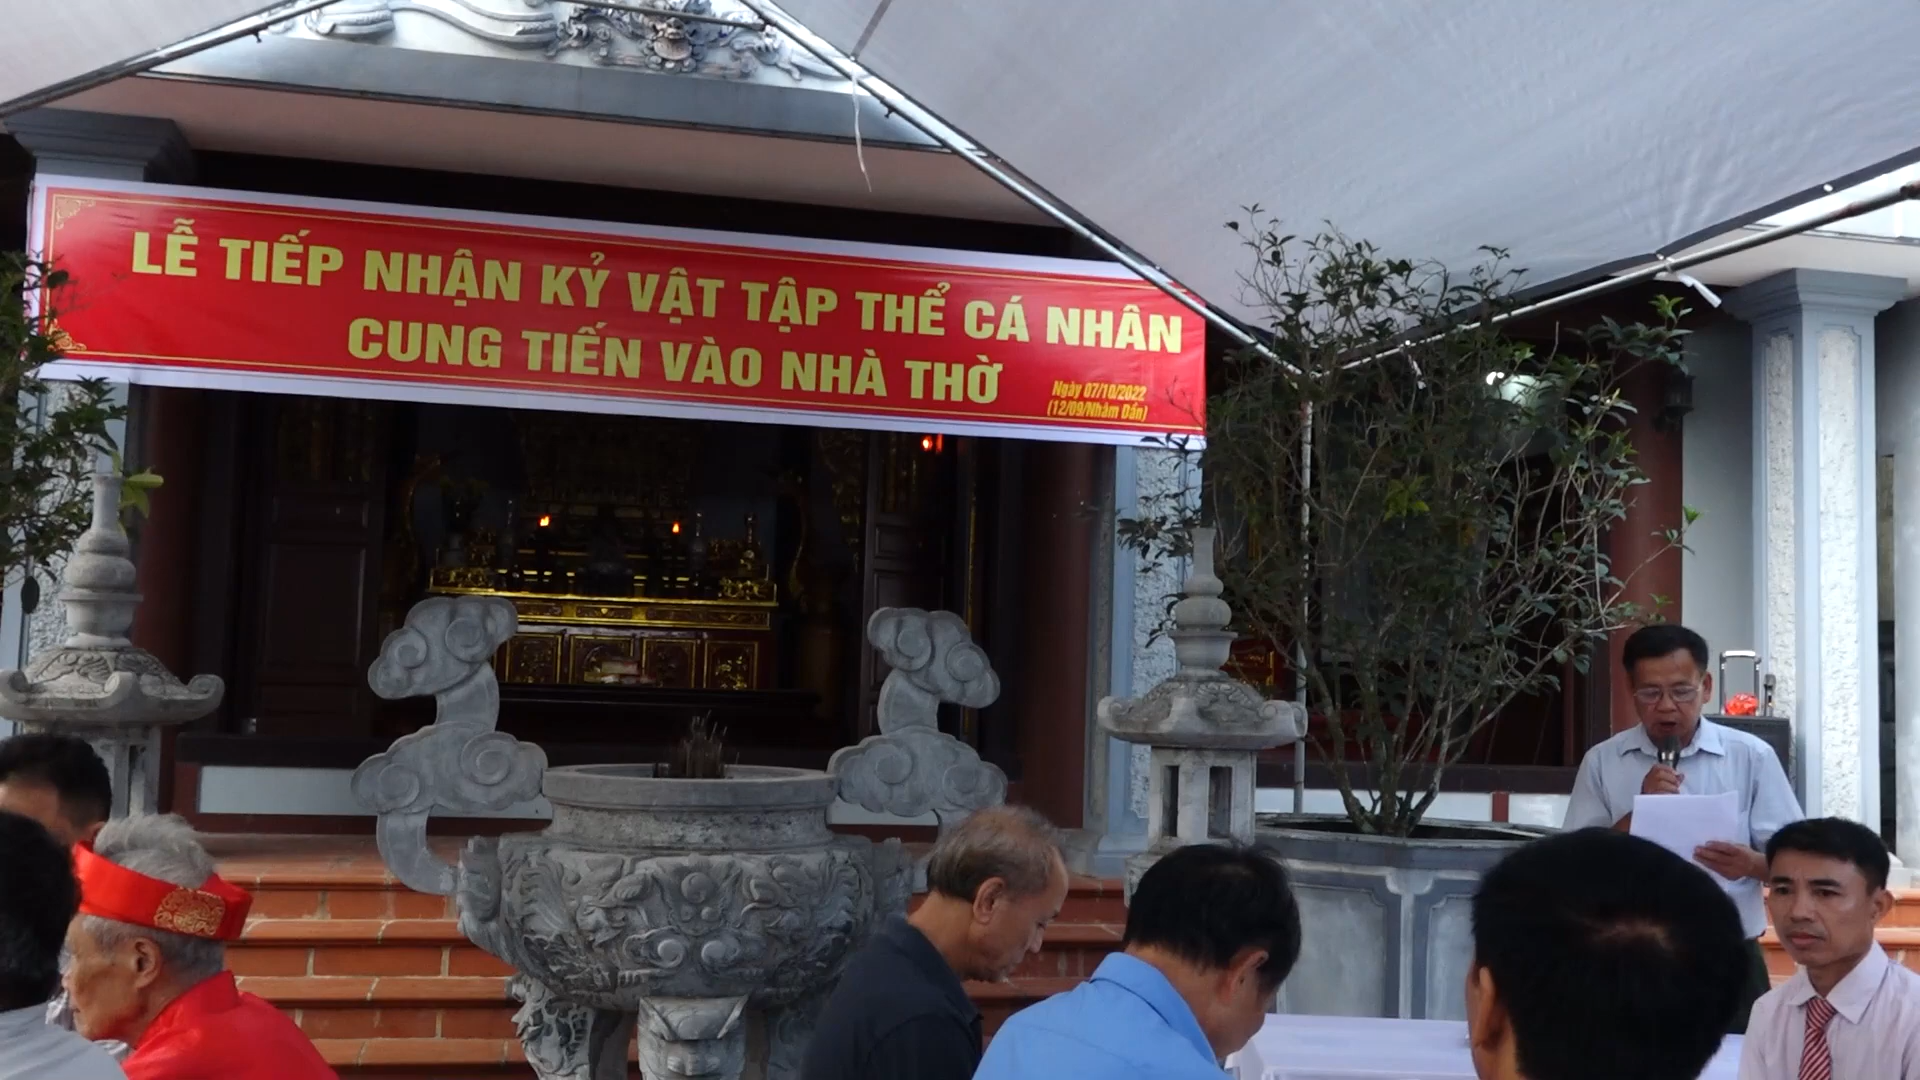 LỄ TIẾP NHẬN KỶ VẬT TẬP THỂ CÁ NHÂN
CUNG TIẾN VÀO NHÀ THỜ
Ngày 07/10/2022
(12/09/Nhâm Dần)